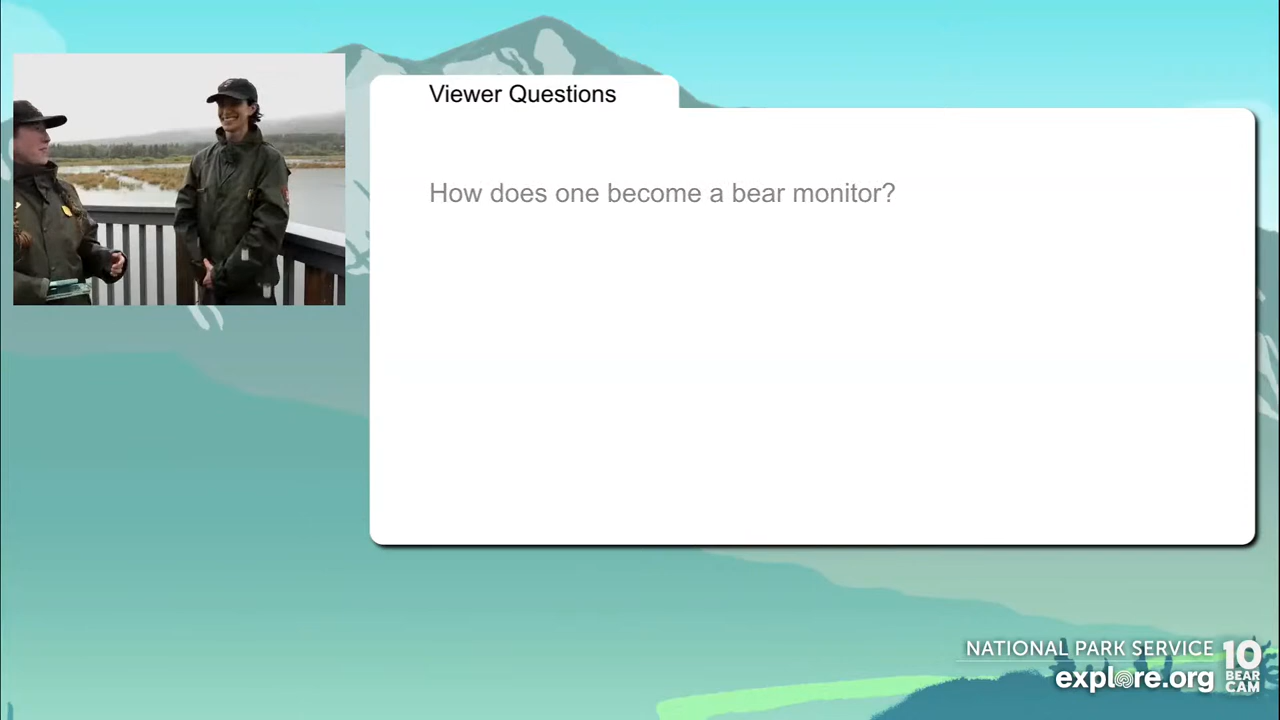 Viewer Questions
How does one become a bear monitor?
NATIONAL PARK SERVICE
explore.org
10
BEAR
CAM